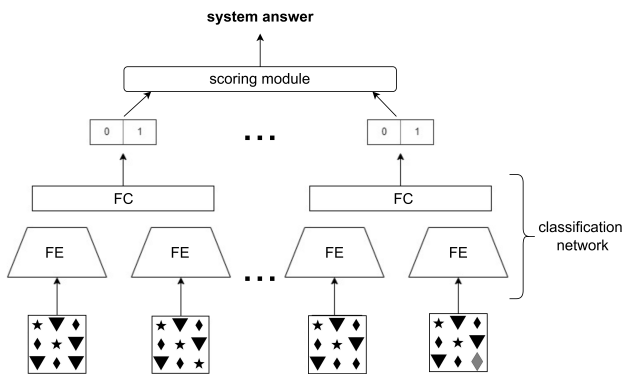 system answer
scoring module
0 1
...
0 1
FC
FC
classification
network
FE
FE
...
FE
FE